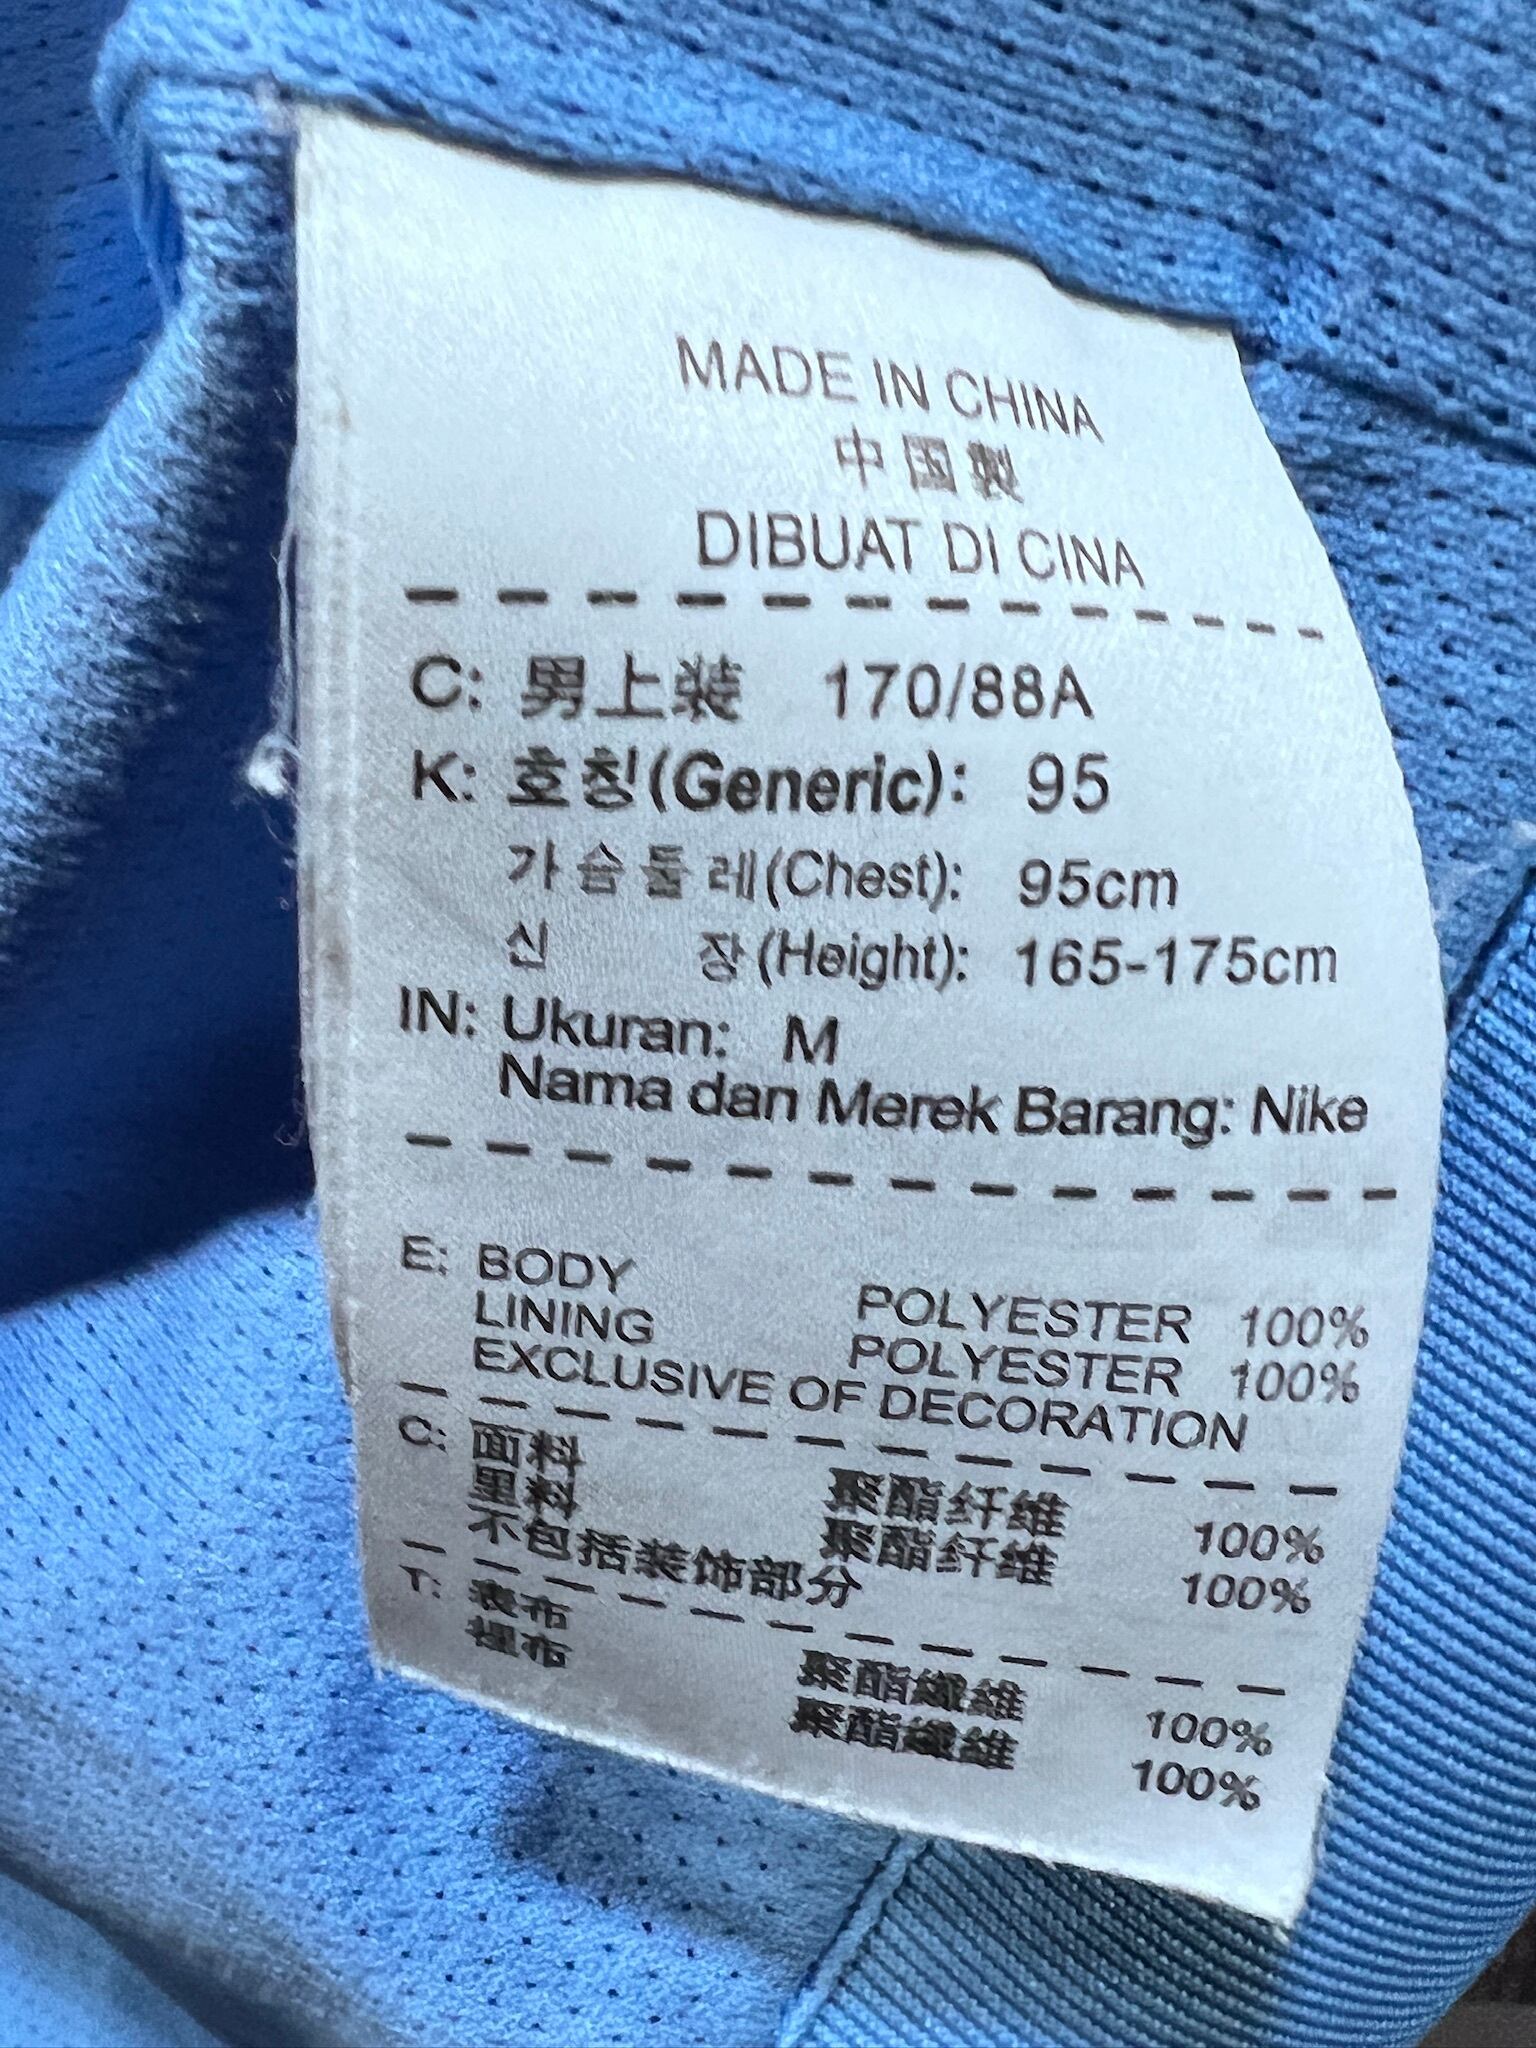 MADE IN CHINA
中国製
DIBUAT DI CINA
C: 男上装 170/88A
K: 호칭(Generic): 95
가슴둘레(Chest): 95cm
신 장(Height): 165-175cm
IN: Ukuran: M
Nama dan Merek Barang: Nike
E: BODY POLYESTER 100%
LINING POLYESTER 100%
EXCLUSIVE OF DECORATION
C: 面料 聚酯纤维 100%
里料 聚酯纤维 100%
不包括装饰部分
T: 表布 聚酯纖維 100%
裡布 聚酯纖維 100%